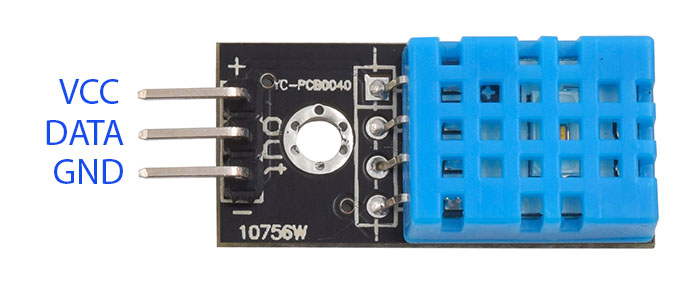 VCC
DATA
GND
+
YC-PCB0040
out
−
10756W